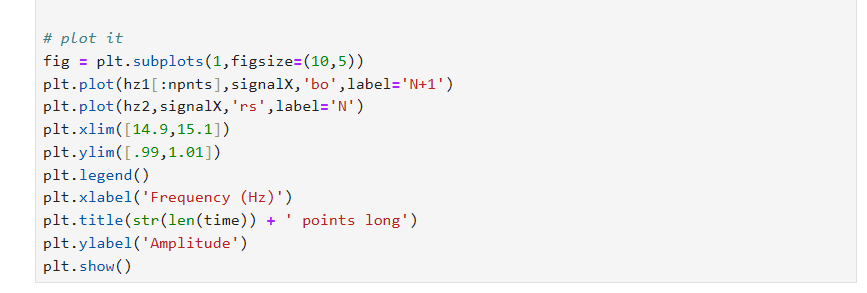 # plot it
fig = plt.subplots(1,figsize=(10,5))
plt.plot(hz1[:npnts],signalX,'bo',label='N+1')
plt.plot(hz2,signalX,'rs',label='N')
plt.xlim([14.9,15.1])
plt.ylim([.99,1.01])
plt.legend()
plt.xlabel('Frequency (Hz)')
plt.title(str(len(time)) + ' points long')
plt.ylabel('Amplitude')
plt.show()